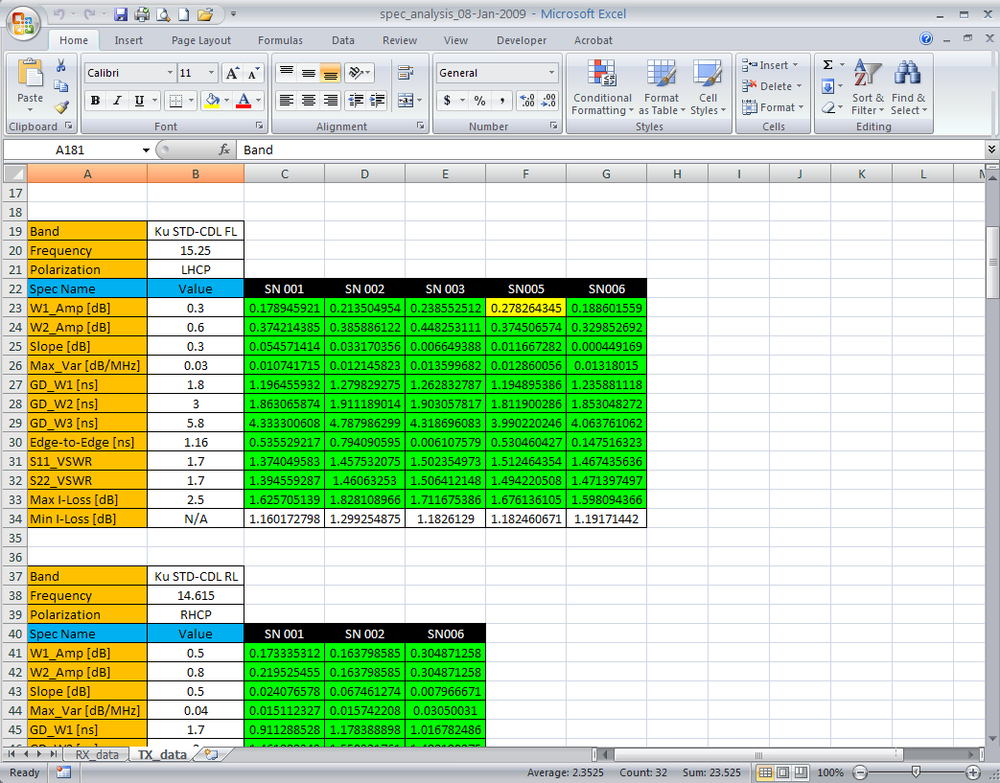 spec_analysis_08-Jan-2009 - Microsoft Excel
Home Insert Page Layout Formulas Data Review View Developer Acrobat
Calibri 11 General Insert Σ
Paste B I U $ % , Conditional Formatting Format as Table Cell Styles Delete Format Sort & Filter Find & Select
Clipboard Font Alignment Number Styles Cells Editing
A181 fx Band
A B C D E F G H I J K L M
17
18
19 Band Ku STD-CDL FL
20 Frequency 15.25
21 Polarization LHCP
22 Spec Name Value SN 001 SN 002 SN 003 SN005 SN006
23 W1_Amp [dB] 0.3 0.178945921 0.213504954 0.238552512 0.278264345 0.188601559
24 W2_Amp [dB] 0.6 0.374214385 0.385886122 0.448253111 0.374506574 0.329852692
25 Slope [dB] 0.3 0.054571414 0.033170356 0.006649388 0.011667282 0.000449169
26 Max_Var [dB/MHz] 0.03 0.010741715 0.012145823 0.013599682 0.012860056 0.01318015
27 GD_W1 [ns] 1.8 1.196455932 1.279829275 1.262832787 1.194895386 1.235881118
28 GD_W2 [ns] 3 1.863065874 1.911189014 1.903057817 1.811900286 1.853048272
29 GD_W3 [ns] 5.8 4.333300608 4.787986299 4.318696083 3.990220246 4.063761062
30 Edge-to-Edge [ns] 1.16 0.535529217 0.794090595 0.006107579 0.530460427 0.147516323
31 S11_VSWR 1.7 1.374049583 1.457532075 1.502354973 1.512464354 1.467435636
32 S22_VSWR 1.7 1.394559287 1.46063253 1.506412148 1.494220508 1.471397497
33 Max I-Loss [dB] 2.5 1.625705139 1.828108966 1.711675386 1.676136105 1.598094366
34 Min I-Loss [dB] N/A 1.160172798 1.299254875 1.1826129 1.182460671 1.19171442
35
36
37 Band Ku STD-CDL RL
38 Frequency 14.615
39 Polarization RHCP
40 Spec Name Value SN 001 SN 002 SN006
41 W1_Amp [dB] 0.5 0.173335312 0.163798585 0.304871258
42 W2_Amp [dB] 0.8 0.219525455 0.163798585 0.304871258
43 Slope [dB] 0.5 0.024076578 0.067461274 0.007966671
44 Max_Var [dB/MHz] 0.04 0.015112327 0.015742208 0.03050031
45 GD_W1 [ns] 1.7 0.911288528 1.178388898 1.016782486
RX_data TX_data
Ready Average: 2.3525 Count: 32 Sum: 23.525 100%